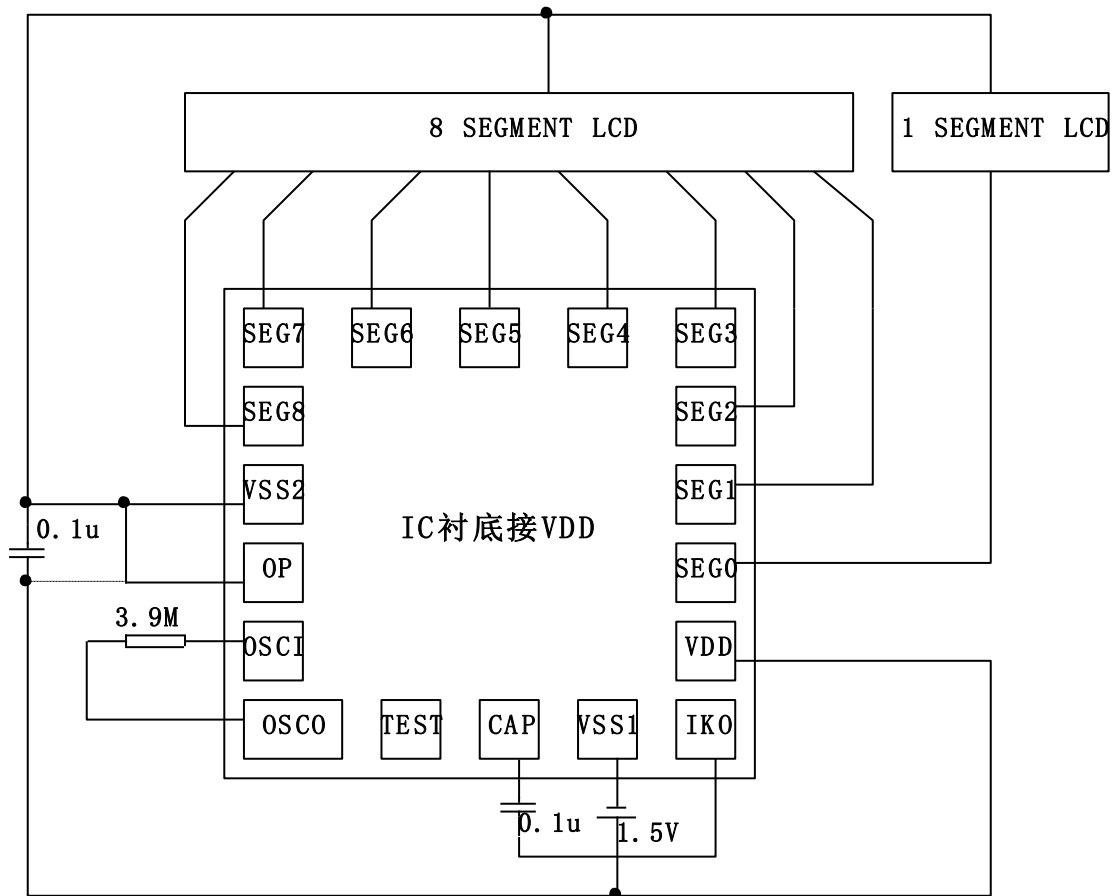 8 SEGMENT LCD
1 SEGMENT LCD
SEG7
SEG6
SEG5
SEG4
SEG3
SEG8
SEG2
VSS2
SEG1
IC衬底接VDD
0.1u
OP
SEG0
3.9M
OSCI
VDD
OSCO
TEST
CAP
VSS1
IKO
0.1u
1.5V